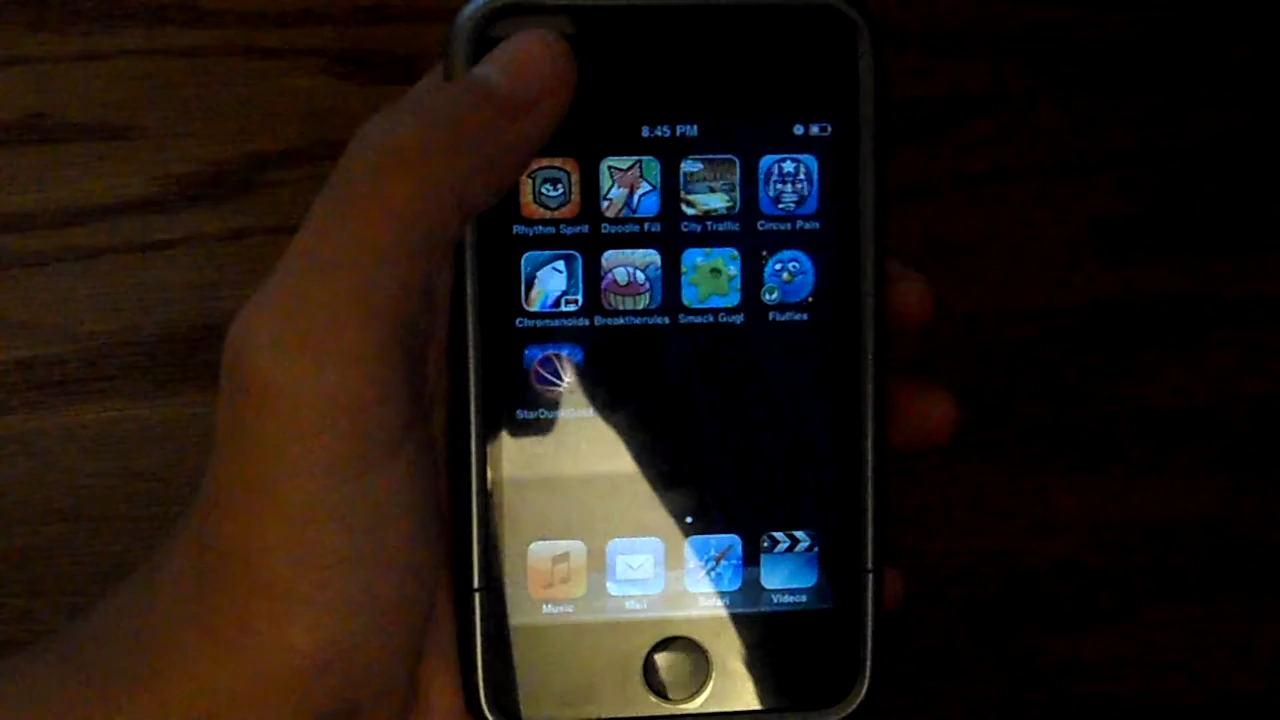 8:45 PM
Rhythm Spirit Doodle Fill City Traffic Circus Pain
Chromanoids Breaktherules Smack Gugl Fluffies
StarDunkGold
Music Mail Safari Videos